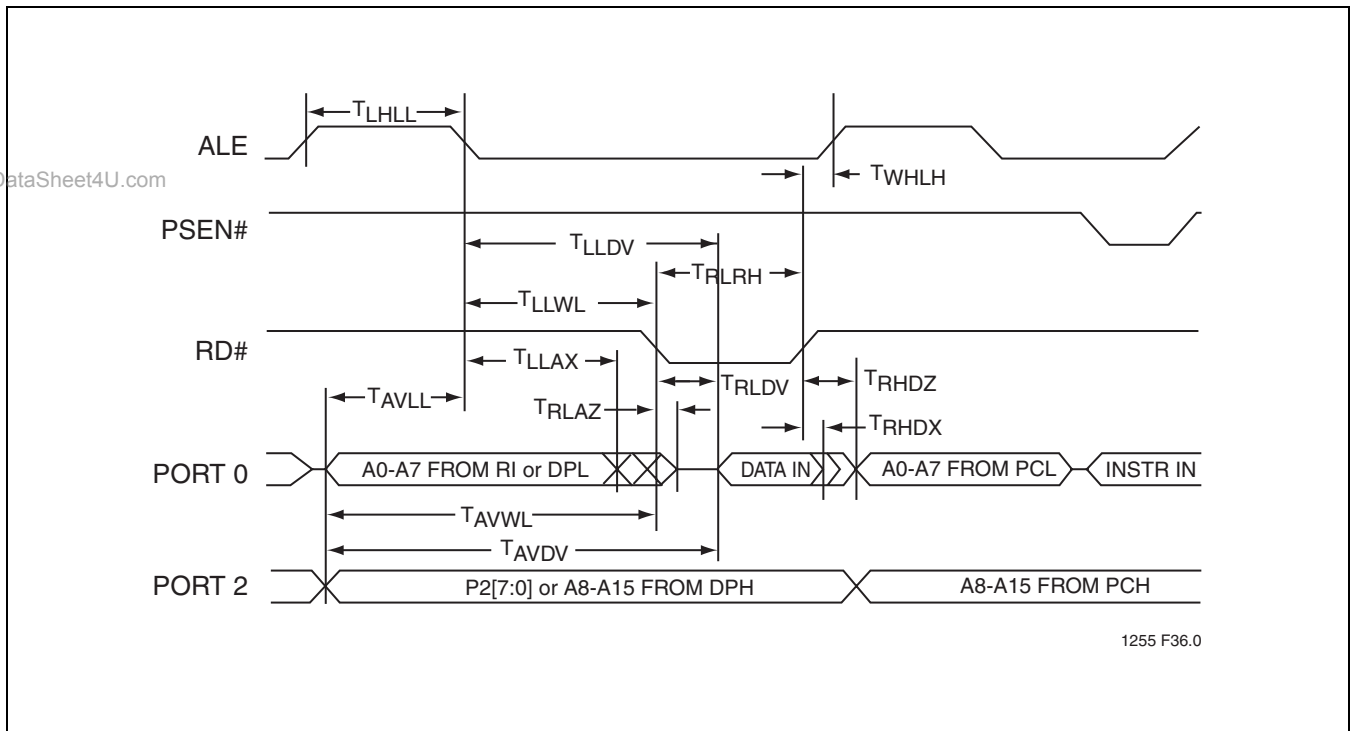 TLHLL
ALE
DataSheet4U.com
TWHLH
PSEN#
TLLDV
TRLRH
TLLWL
RD#
TLLAX
TRLDV
TRHDZ
TAVLL
TRLAZ
TRHDX
PORT 0
A0-A7 FROM RI or DPL
DATA IN
A0-A7 FROM PCL
INSTR IN
TAVWL
TAVDV
PORT 2
P2[7:0] or A8-A15 FROM DPH
A8-A15 FROM PCH
1255 F36.0